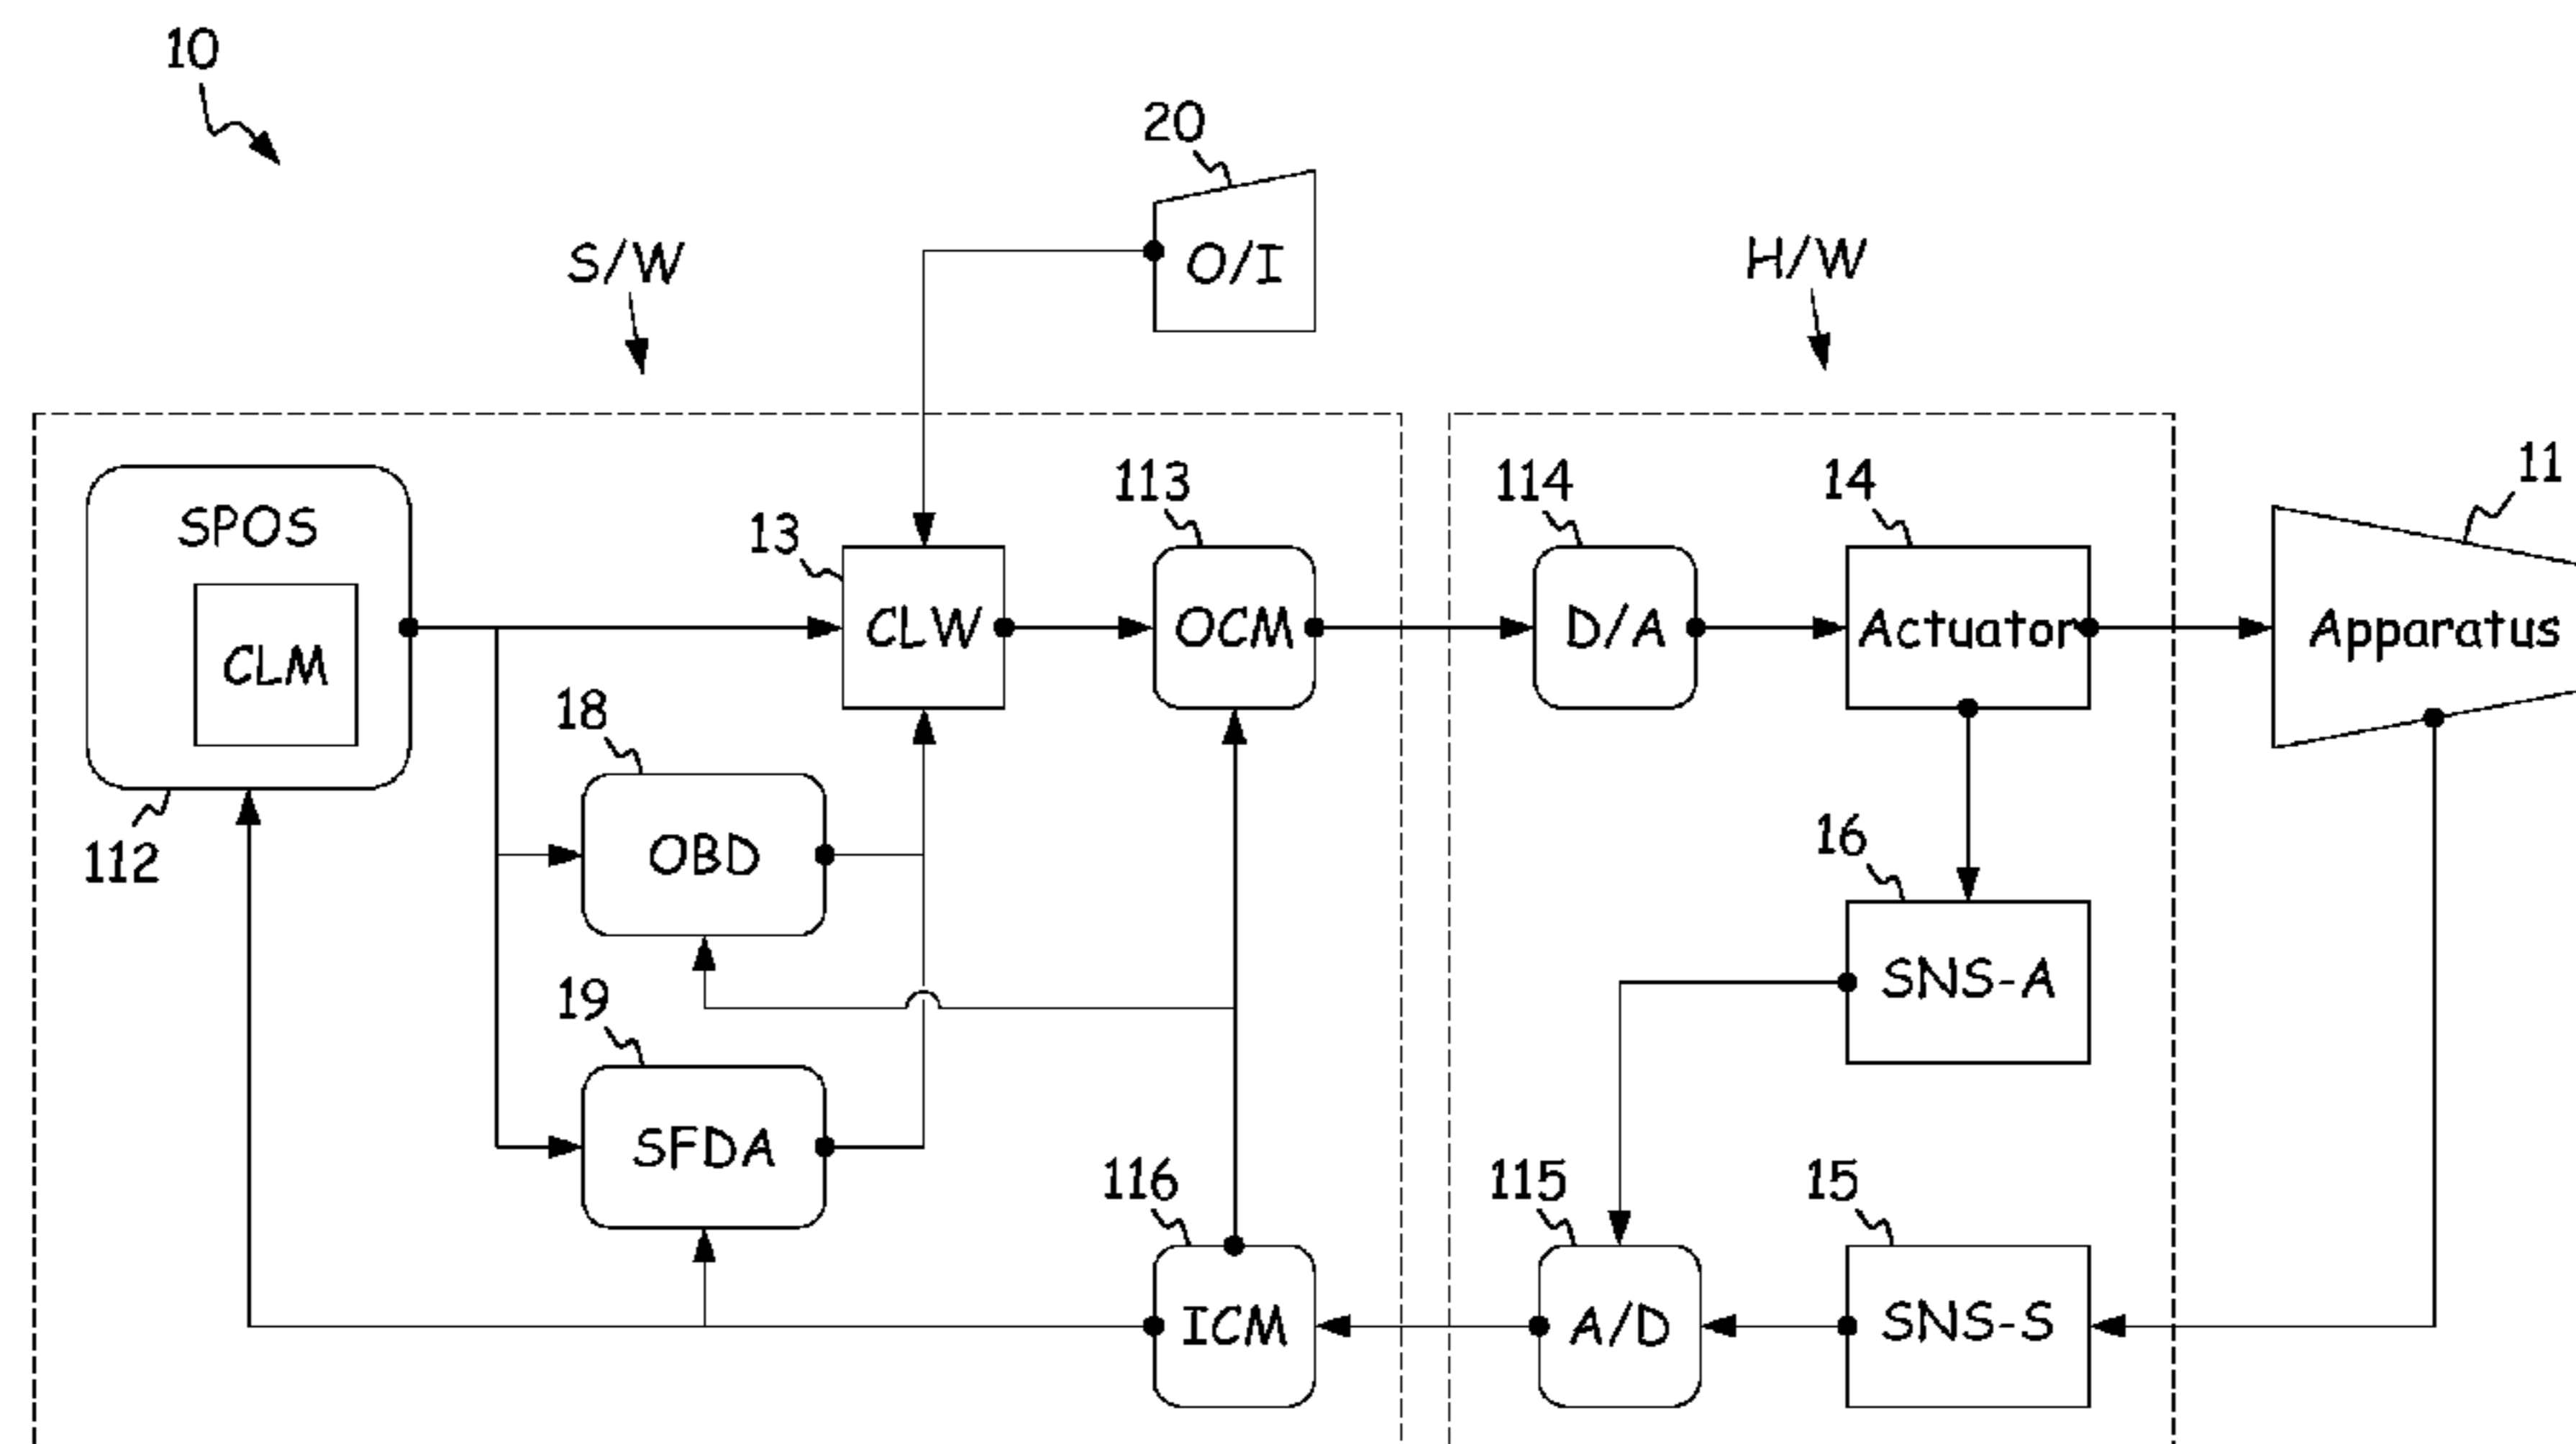 10
20
S/W
O/I
H/W
11
113
114
14
13
SPOS
CLM
CLW
OCM
D/A
Actuator
Apparatus
18
112
OBD
16
SNS-A
19
SFDA
116
115
15
ICM
A/D
SNS-S